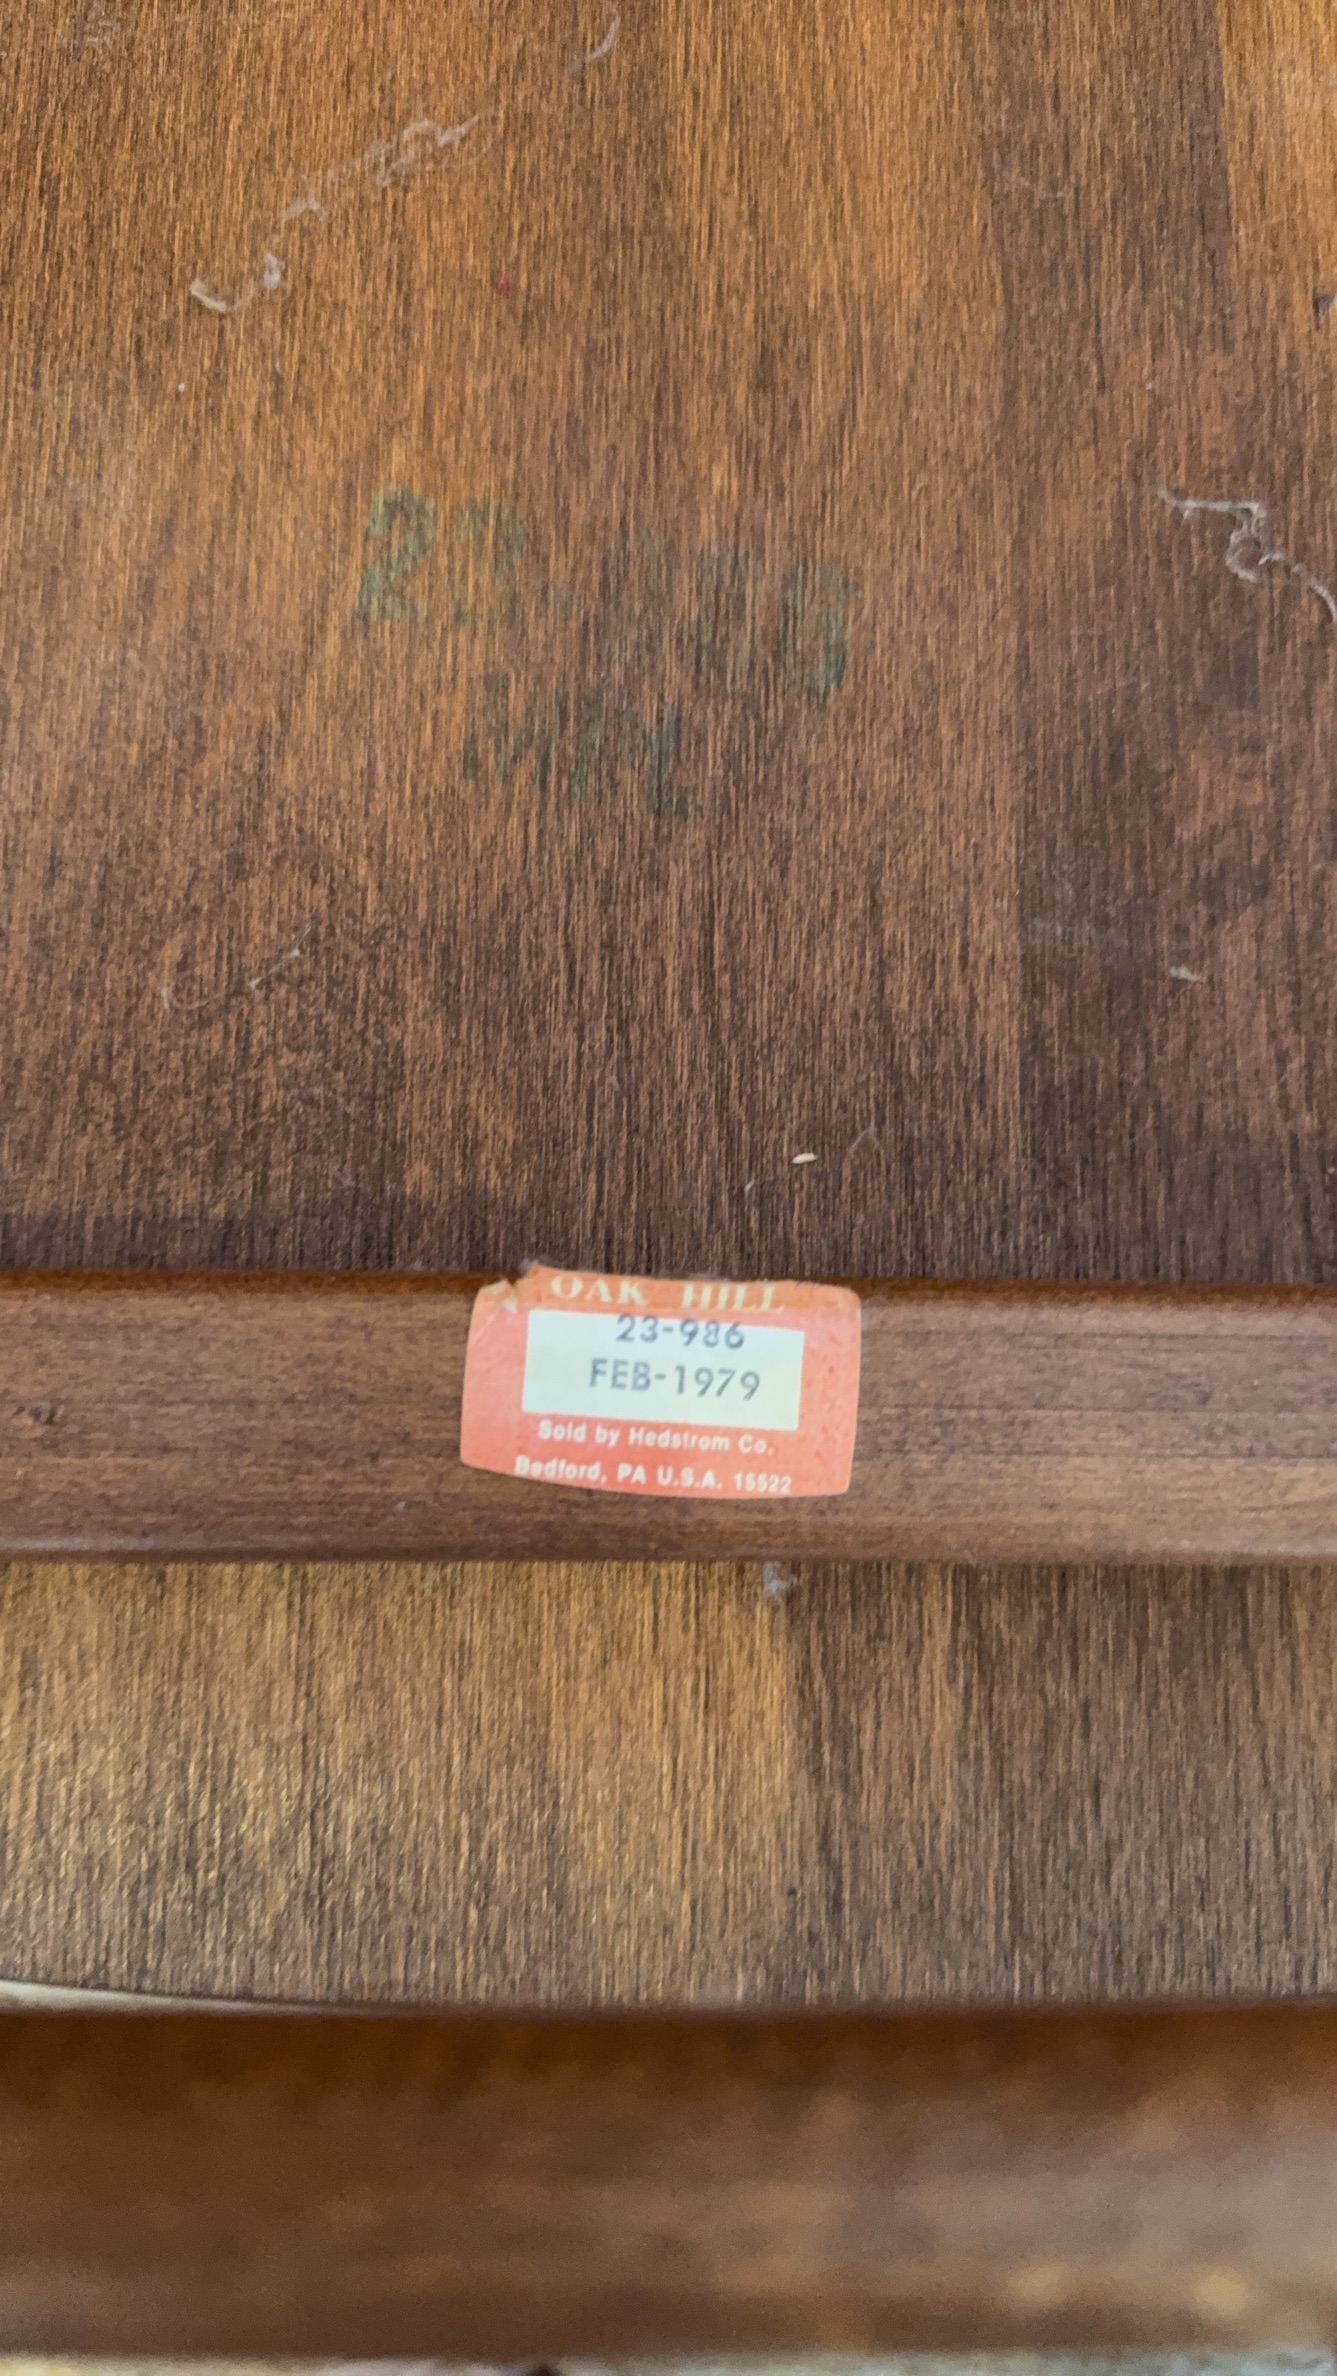 23-986
MPL
OAK HILL
23-986
FEB-1979
Sold by Hedstrom Co.
Bedford, PA U.S.A. 15522